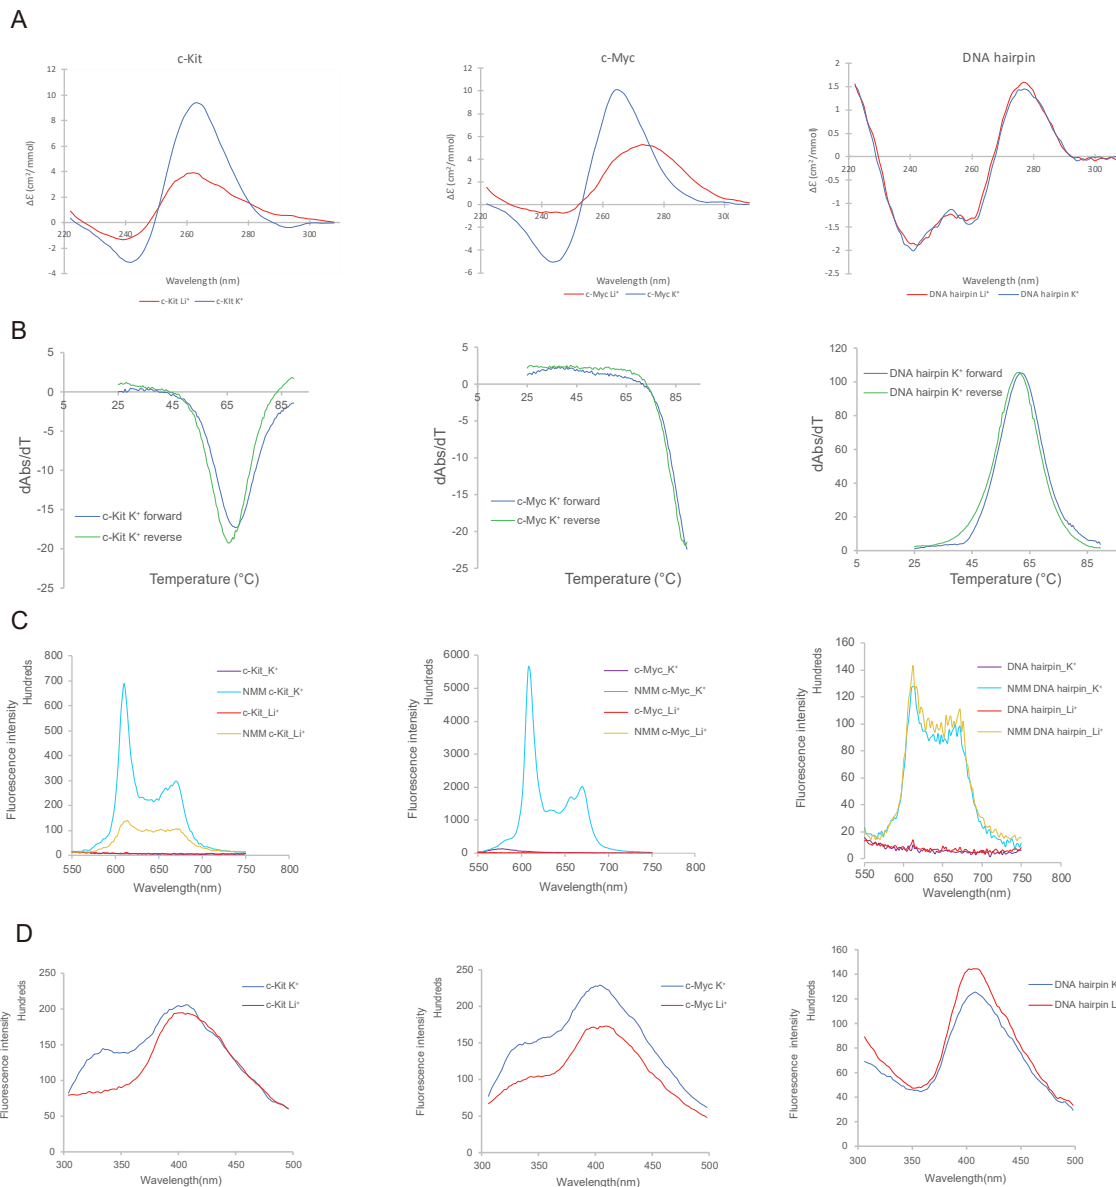 A
c-Kit
ΔƐ (cm²/mmol)
14
12
10
8
6
4
2
0
-2
-4
220
240
260
280
300
Wavelength (nm)
c-Kit Li⁺
c-Kit K⁺
c-Myc
ΔƐ (cm²/mmol)
12
10
8
6
4
2
0
-2
-4
-6
220
240
260
280
300
Wavelength (nm)
c-Myc Li⁺
c-Myc K⁺
DNA hairpin
ΔƐ (cm²/mmol)
2
1.5
1
0.5
0
-0.5
-1
-1.5
-2
-2.5
220
240
260
280
300
Wavelength (nm)
DNA hairpin Li⁺
DNA hairpin K⁺
B
dAbs/dT
5
0
-5
-10
-15
-20
-25
5
25
45
65
85
c-Kit K⁺ forward
c-Kit K⁺ reverse
Temperature (°C)
dAbs/dT
5
0
-5
-10
-15
-20
-25
5
25
45
65
85
c-Myc K⁺ forward
c-Myc K⁺ reverse
Temperature (°C)
dAbs/dT
120
100
80
60
40
20
0
5
25
45
65
85
DNA hairpin K⁺ forward
DNA hairpin K⁺ reverse
Temperature (°C)
C
Fluorescence intensity
Hundreds
800
700
600
500
400
300
200
100
0
550
600
650
700
750
800
c-Kit_K⁺
NMM c-Kit_K⁺
c-Kit_Li⁺
NMM c-Kit_Li⁺
Wavelength(nm)
Fluorescence intensity
Hundreds
6000
5000
4000
3000
2000
1000
0
550
600
650
700
750
800
c-Myc_K⁺
NMM c-Myc_K⁺
c-Myc_Li⁺
NMM c-Myc_Li⁺
Wavelength(nm)
Fluorescence intensity
Hundreds
160
140
120
100
80
60
40
20
0
550
600
650
700
750
800
DNA hairpin_K⁺
NMM DNA hairpin_K⁺
DNA hairpin_Li⁺
NMM DNA hairpin_Li⁺
Wavelength(nm)
D
Fluorescence intensity
Hundreds
250
200
150
100
50
0
300
350
400
450
500
c-Kit K⁺
c-Kit Li⁺
Wavelength(nm)
Fluorescence intensity
Hundreds
250
200
150
100
50
0
300
350
400
450
500
c-Myc K⁺
c-Myc Li⁺
Wavelength(nm)
Fluorescence intensity
Hundreds
160
140
120
100
80
60
40
20
0
300
350
400
450
500
DNA hairpin K
DNA hairpin L
Wavelength(nm)